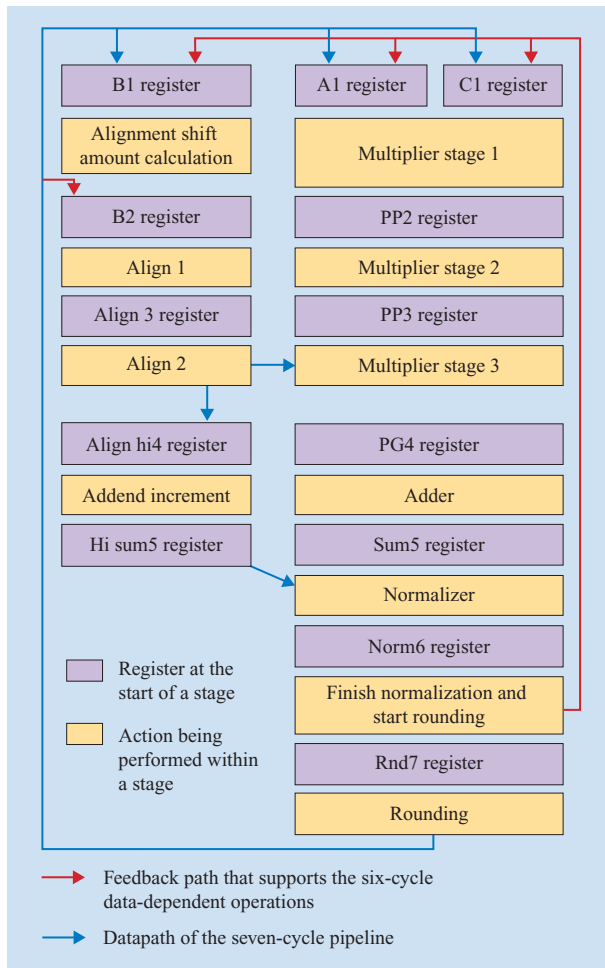 B1 register
A1 register
C1 register
Alignment shift
amount calculation
Multiplier stage 1
B2 register
PP2 register
Align 1
Multiplier stage 2
Align 3 register
PP3 register
Align 2
Multiplier stage 3
Align hi4 register
PG4 register
Addend increment
Adder
Hi sum5 register
Sum5 register
Normalizer
Norm6 register
Register at the
start of a stage
Finish normalization and
start rounding
Action being
performed within
a stage
Rnd7 register
Rounding
Feedback path that supports the six-cycle
data-dependent operations
Datapath of the seven-cycle pipeline